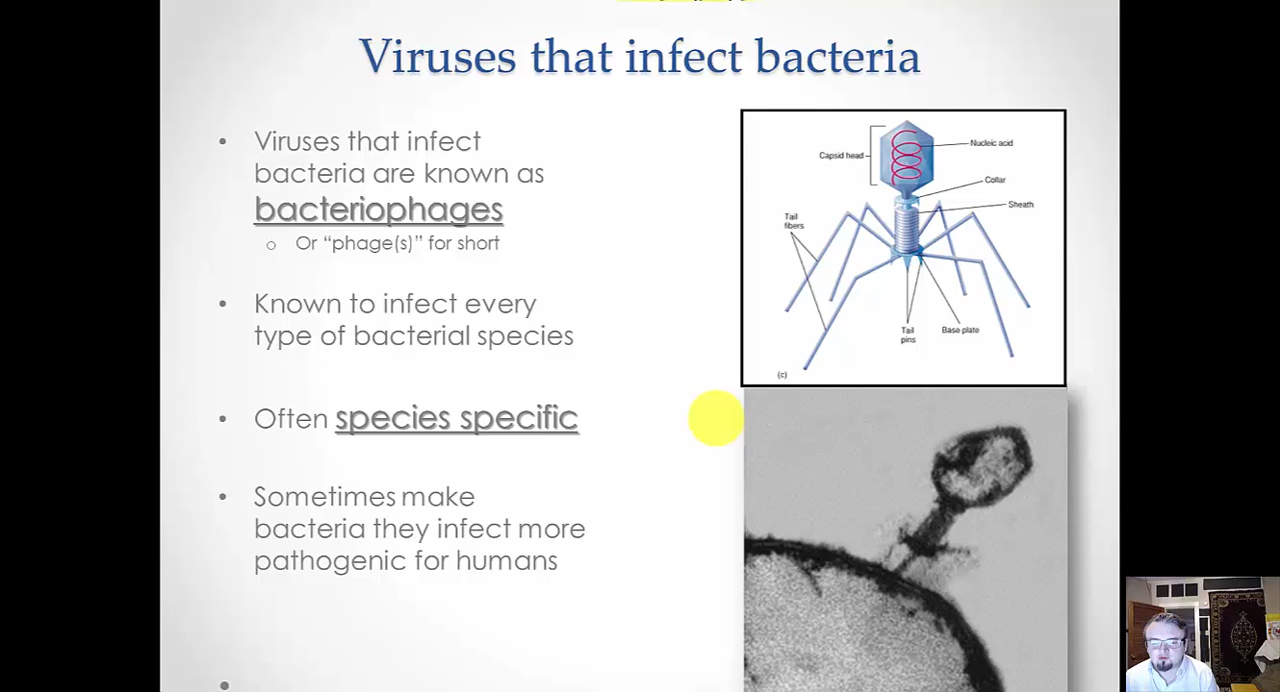 Viruses that infect bacteria
• Viruses that infect
bacteria are known as
bacteriophages
o Or “phage(s)” for short
• Known to infect every
type of bacterial species
• Often species specific
• Sometimes make
bacteria they infect more
pathogenic for humans
•
Capsid head
Nucleic acid
Collar
Sheath
Tail
fibers
Tail
pins
Base plate
(c)